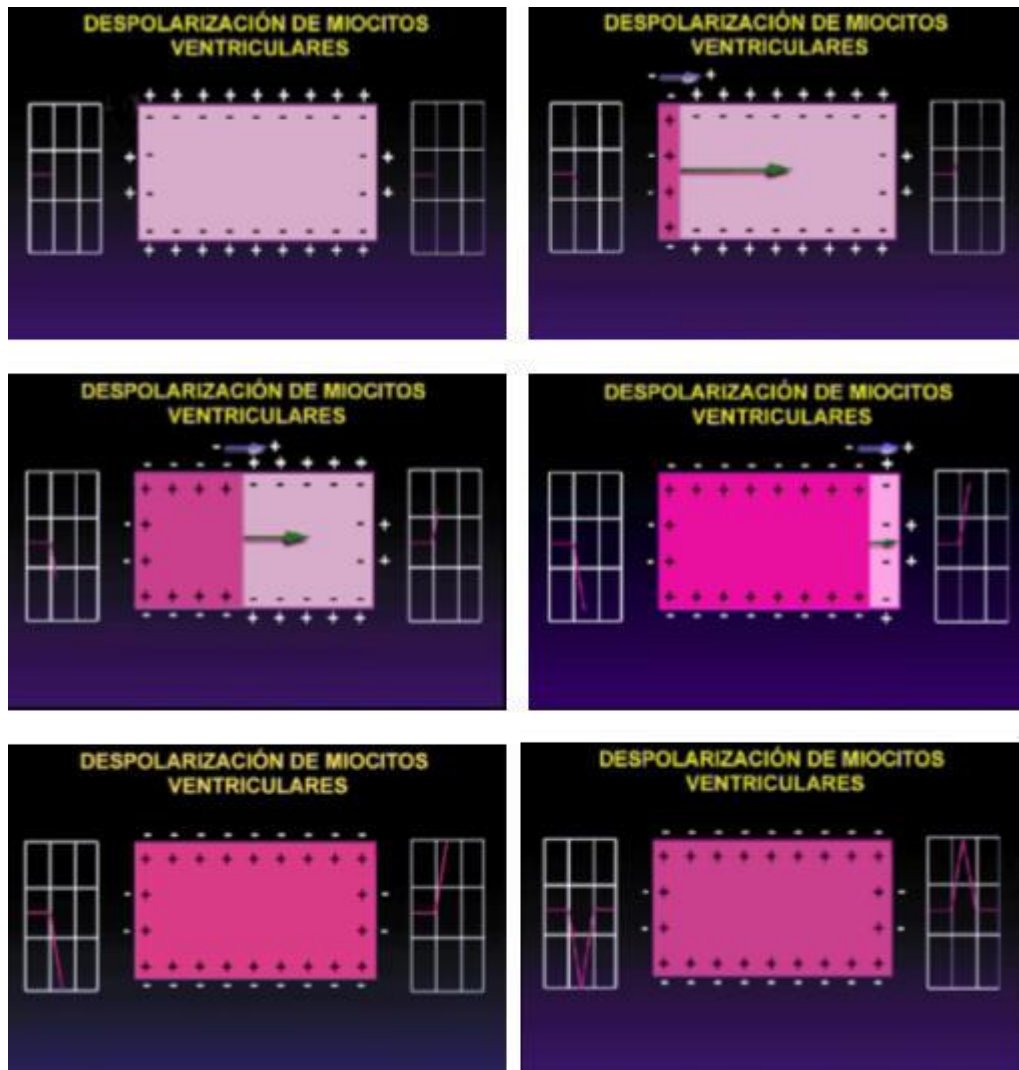 DESPOLARIZACIÓN DE MIOCITOS
VENTRICULARES
DESPOLARIZACIÓN DE MIOCITOS
VENTRICULARES
DESPOLARIZACIÓN DE MIOCITOS
VENTRICULARES
DESPOLARIZACIÓN DE MIOCITOS
VENTRICULARES
DESPOLARIZACIÓN DE MIOCITOS
VENTRICULARES
DESPOLARIZACIÓN DE MIOCITOS
VENTRICULARES